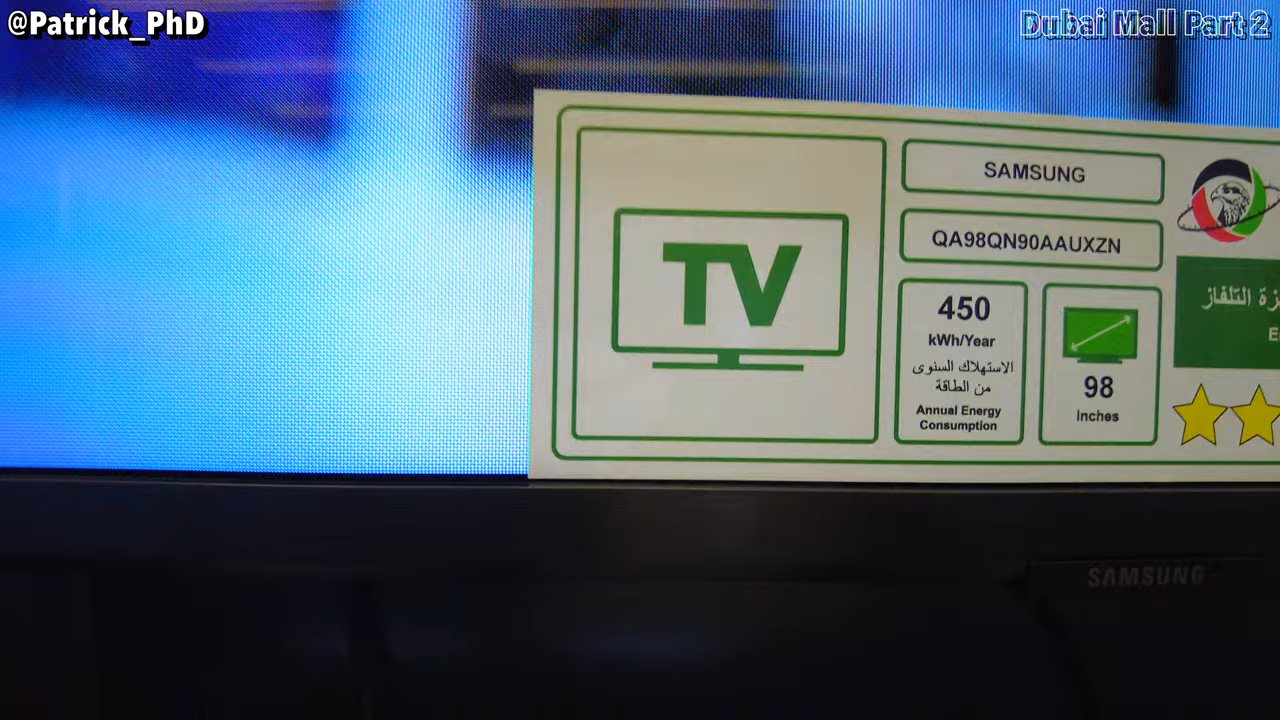 @Patrick_PhD
Dubai Mall Part 2
TV
SAMSUNG
QA98QN90AAUXZN
450
kWh/Year
الاستهلاك السنوى
من الطاقة
Annual Energy
Consumption
98
inches
التلفاز
E
SAMSUNG